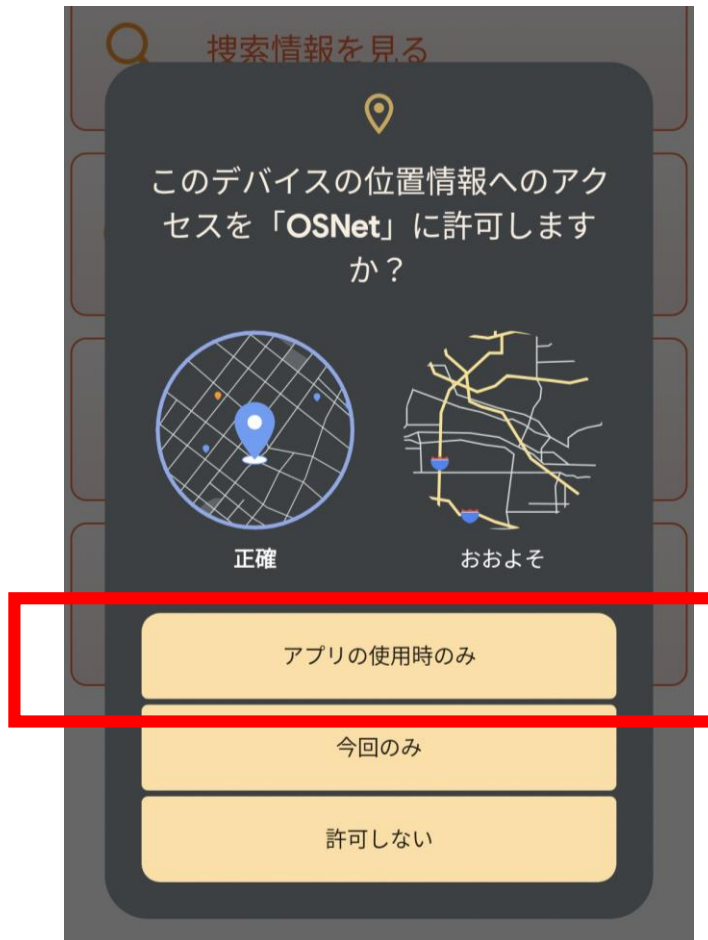 捜索情報を見る
このデバイスの位置情報へのアク
セスを「OSNet」に許可します
か？
正確
おおよそ
アプリの使用時のみ
今回のみ
許可しない